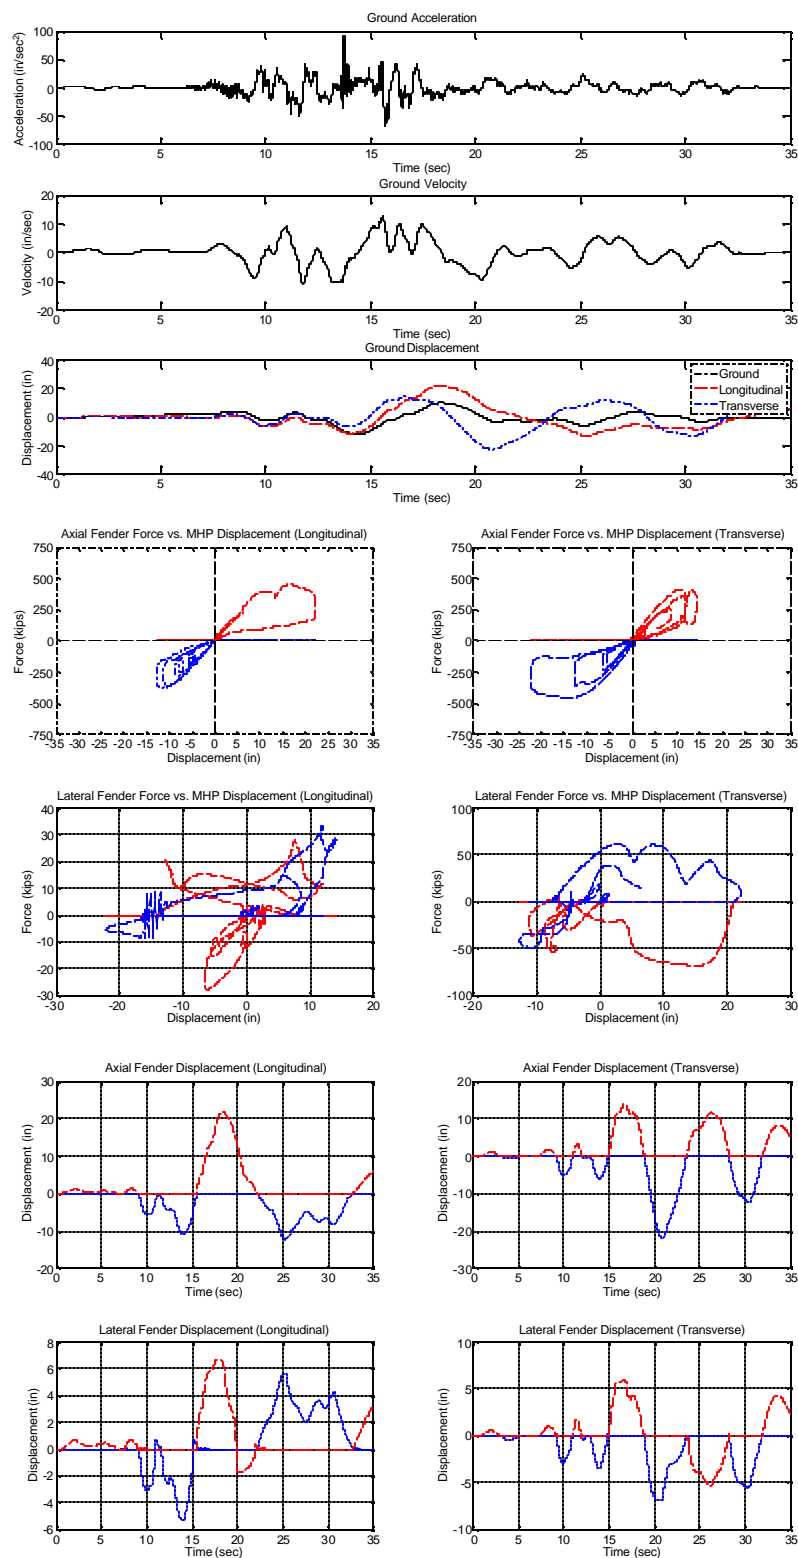 Ground Acceleration
100
50
0
-50
-100
Acceleration (in/sec²)
0 5 10 15 20 25 30 35
Time (sec)
Ground Velocity
20
10
0
-10
-20
Velocity (in/sec)
0 5 10 15 20 25 30 35
Time (sec)
Ground Displacement
40
20
0
-20
-40
Displacement (in)
Ground
Longitudinal
Transverse
0 5 10 15 20 25 30 35
Time (sec)
Axial Fender Force vs. MHP Displacement (Longitudinal)
750
500
250
0
-250
-500
-750
Force (kips)
-35 -25 -20 -15 -10 -5 0 5 10 15 20 25 30 35
Displacement (in)
Axial Fender Force vs. MHP Displacement (Transverse)
750
500
250
0
-250
-500
-750
Force (kips)
-35 -25 -20 -15 -10 -5 0 5 10 15 20 25 30 35
Displacement (in)
Lateral Fender Force vs. MHP Displacement (Longitudinal)
40
30
20
10
0
-10
-20
-30
Force (kips)
-30 -20 -10 0 10 20
Displacement (in)
Lateral Fender Force vs. MHP Displacement (Transverse)
100
50
0
-50
-100
Force (kips)
-20 -10 0 10 20 30
Displacement (in)
Axial Fender Displacement (Longitudinal)
30
20
10
0
-10
-20
Displacement (in)
0 5 10 15 20 25 30 35
Time (sec)
Axial Fender Displacement (Transverse)
20
10
0
-10
-20
-30
Displacement (in)
0 5 10 15 20 25 30 35
Time (sec)
Lateral Fender Displacement (Longitudinal)
8
6
4
2
0
-2
-4
-6
Displacement (in)
0 5 10 15 20 25 30 35
Time (sec)
Lateral Fender Displacement (Transverse)
10
5
0
-5
-10
Displacement (in)
0 5 10 15 20 25 30 35
Time (sec)